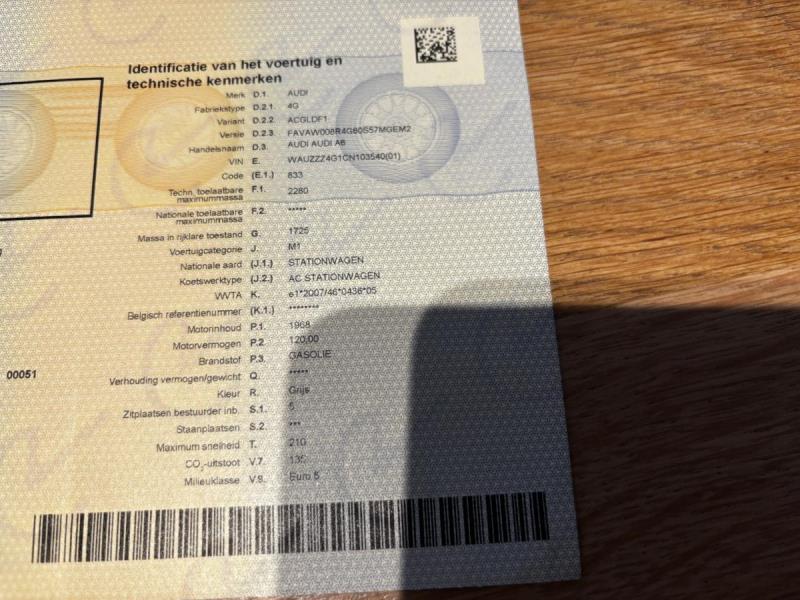 Identificatie van het voertuig en
technische kenmerken
Merk D.1. AUDI
Fabriekstype D.2.1. 4G
Variant D.2.2. ACGLDF1
Versie D.2.3. FAVAW008R4G60S57MGEM2
Handelsnaam D.3. AUDI AUDI A6
VIN E. WAUZZZ4G1CN103540(01)
Code (E.1.) 833
Techn. toelaatbare
maximummassa F.1. 2280
Nationale toelaatbare
maximummassa F.2. *****
Massa in rijklare toestand G. 1725
Voertuigcategorie J. M1
Nationale aard (J.1.) STATIONWAGEN
Koetswerktype (J.2.) AC STATIONWAGEN
WVTA K. e1*2007/46*0436*05
Belgisch referentienummer (K.1.) ********
Motorinhoud P.1. 1968
Motorvermogen P.2. 120,00
Brandstof P.3. GASOLIE
00051
Verhouding vermogen/gewicht Q. *****
Kleur R. Grijs
Zitplaatsen bestuurder inb. S.1. 5
Staanplaatsen S.2. ***
Maximum snelheid T. 210
CO₂-uitstoot V.7.
Milieuklasse V.9. Euro 5